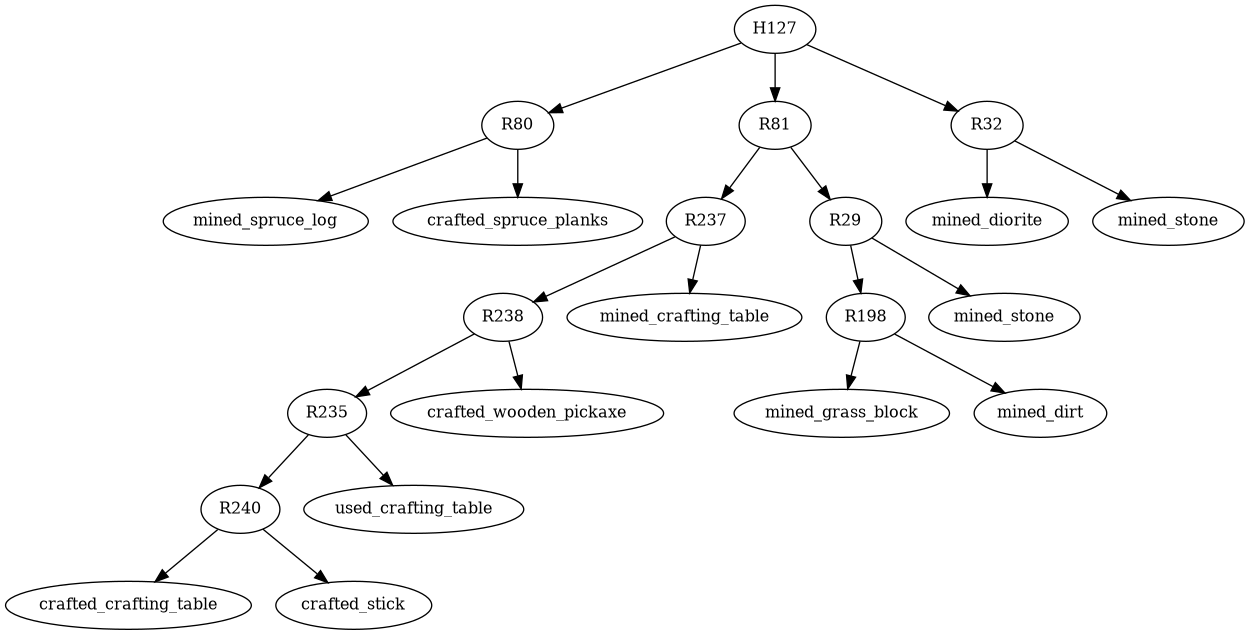 H127
R80
R81
R32
mined_spruce_log
crafted_spruce_planks
R237
R29
mined_diorite
mined_stone
R238
mined_crafting_table
R198
mined_stone
R235
crafted_wooden_pickaxe
mined_grass_block
mined_dirt
R240
used_crafting_table
crafted_crafting_table
crafted_stick